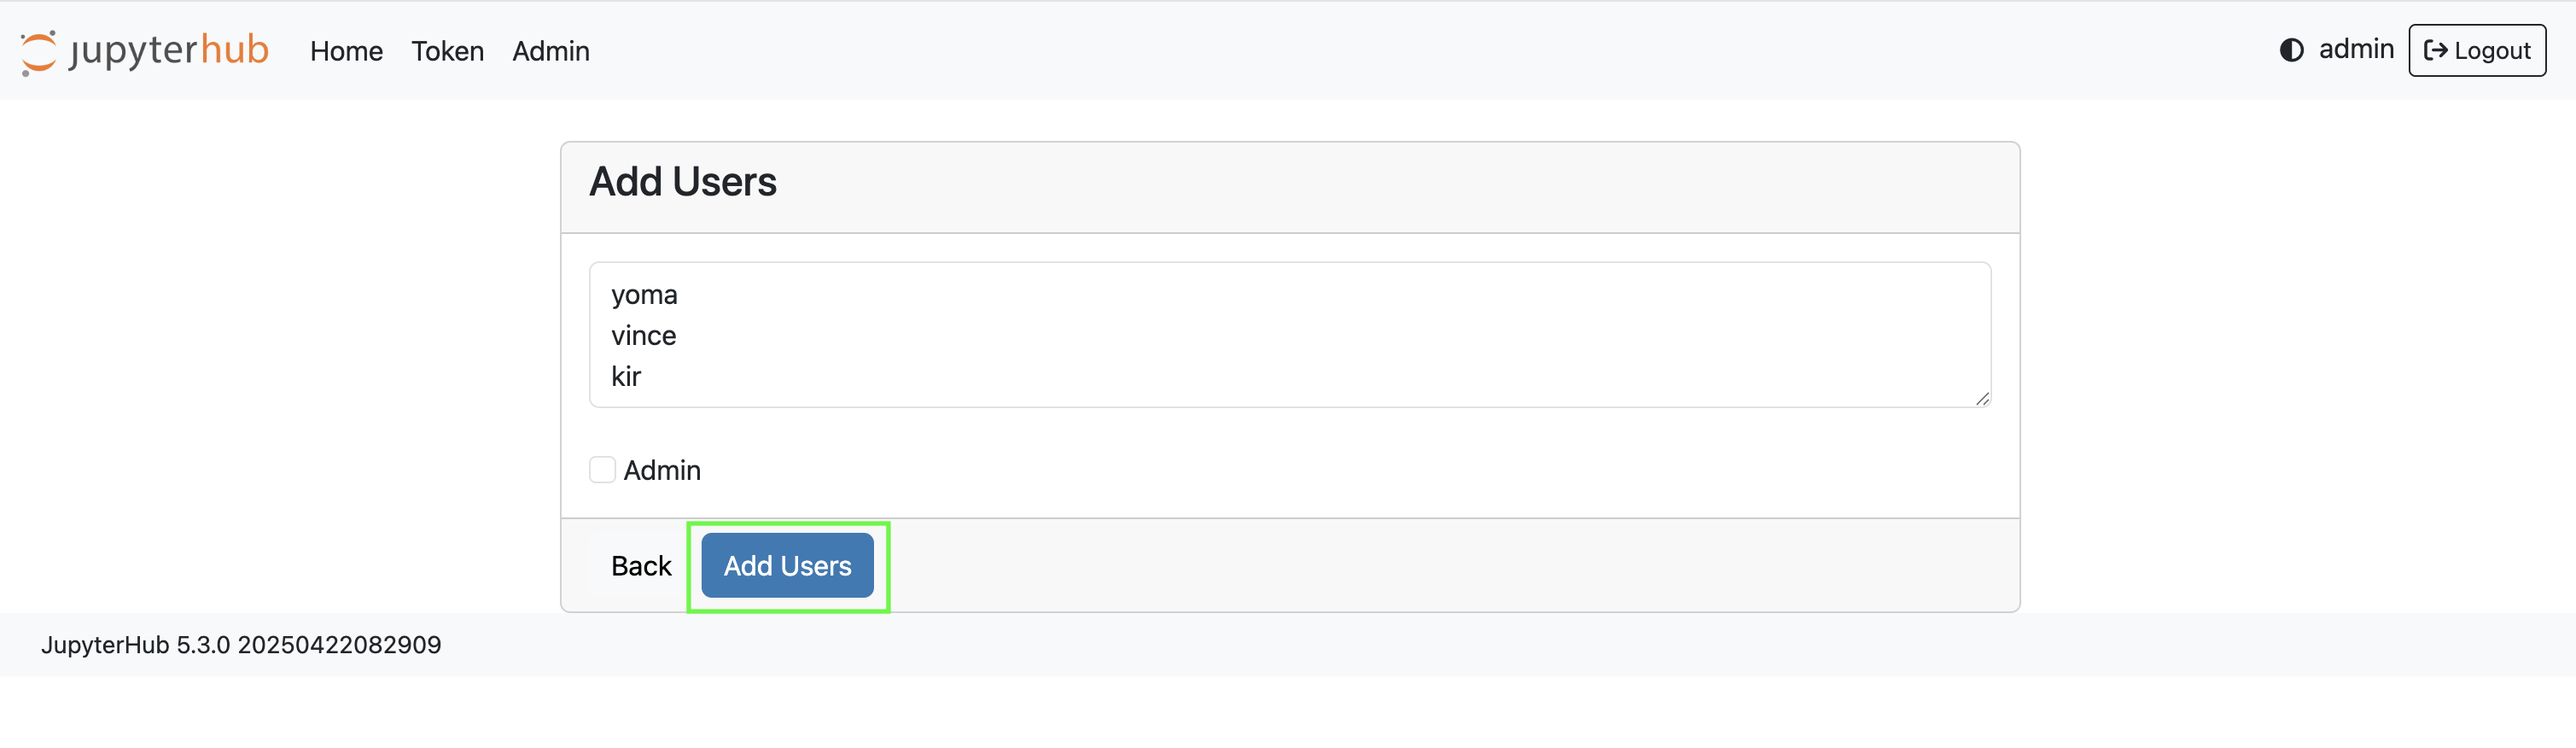 jupyterhub Home Token Admin admin Logout
Add Users
yoma
vince
kir
Admin
Back Add Users
JupyterHub 5.3.0 20250422082909